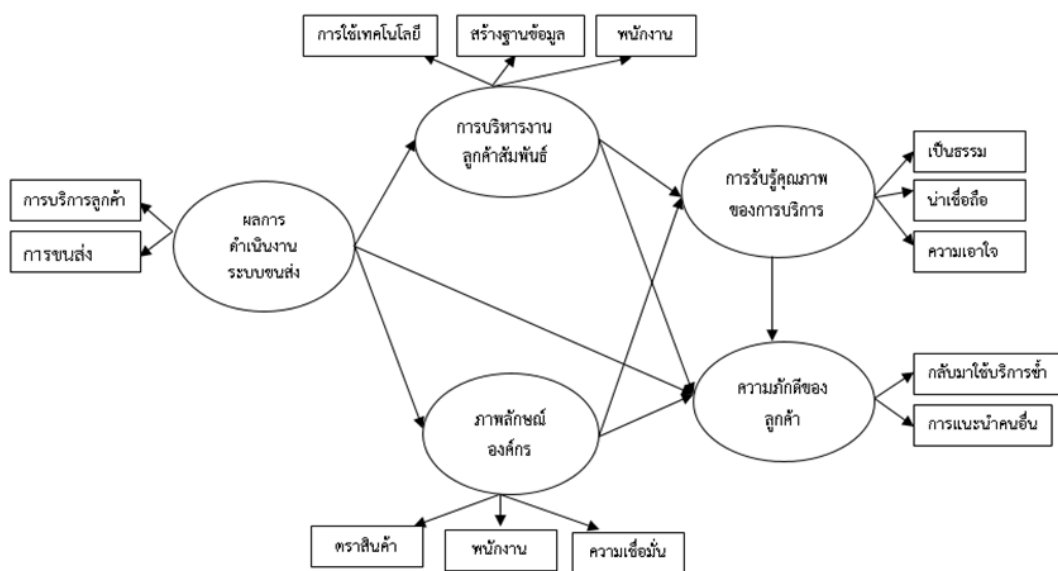 การใช้เทคโนโลยี
สร้างฐานข้อมูล
พนักงาน
การบริหารงาน
ลูกค้าสัมพันธ์
การบริการลูกค้า
การขนส่ง
ผลการ
ดำเนินงาน
ระบบขนส่ง
การรับรู้คุณภาพ
ของการบริการ
เป็นธรรม
น่าเชื่อถือ
ความเอาใจ
ภาพลักษณ์
องค์กร
ความภักดีของ
ลูกค้า
กลับมาใช้บริการซ้ำ
การแนะนำคนอื่น
ตราสินค้า
พนักงาน
ความเชื่อมั่น